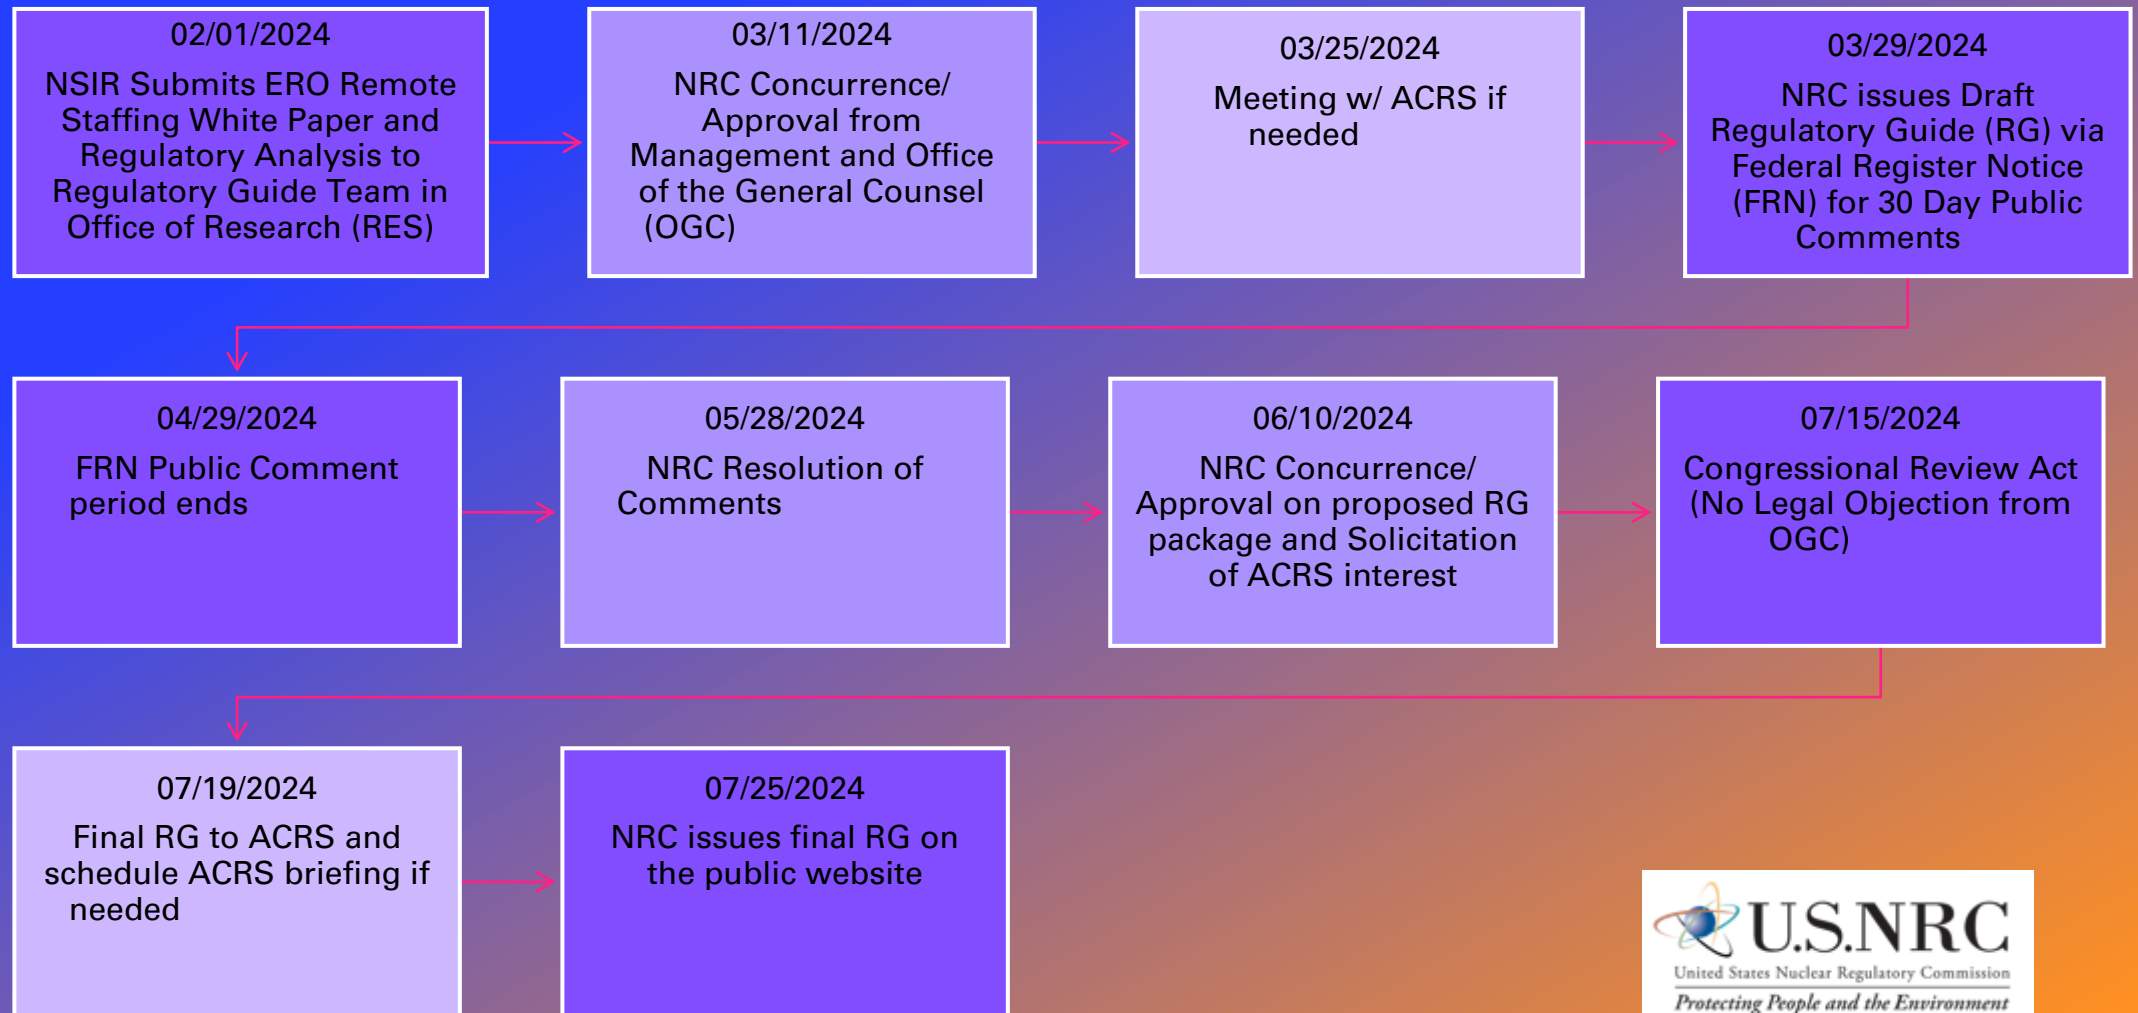 02/01/2024
NSIR Submits ERO Remote
Staffing White Paper and
Regulatory Analysis to
Regulatory Guide Team in
Office of Research (RES)
03/11/2024
NRC Concurrence/
Approval from
Management and Office
of the General Counsel
(OGC)
03/25/2024
Meeting w/ ACRS if
needed
03/29/2024
NRC issues Draft
Regulatory Guide (RG) via
Federal Register Notice
(FRN) for 30 Day Public
Comments
04/29/2024
FRN Public Comment
period ends
05/28/2024
NRC Resolution of
Comments
06/10/2024
NRC Concurrence/
Approval on proposed RG
package and Solicitation
of ACRS interest
07/15/2024
Congressional Review Act
(No Legal Objection from
OGC)
07/19/2024
Final RG to ACRS and
schedule ACRS briefing if
needed
07/25/2024
NRC issues final RG on
the public website
U.S.NRC
United States Nuclear Regulatory Commission
Protecting People and the Environment